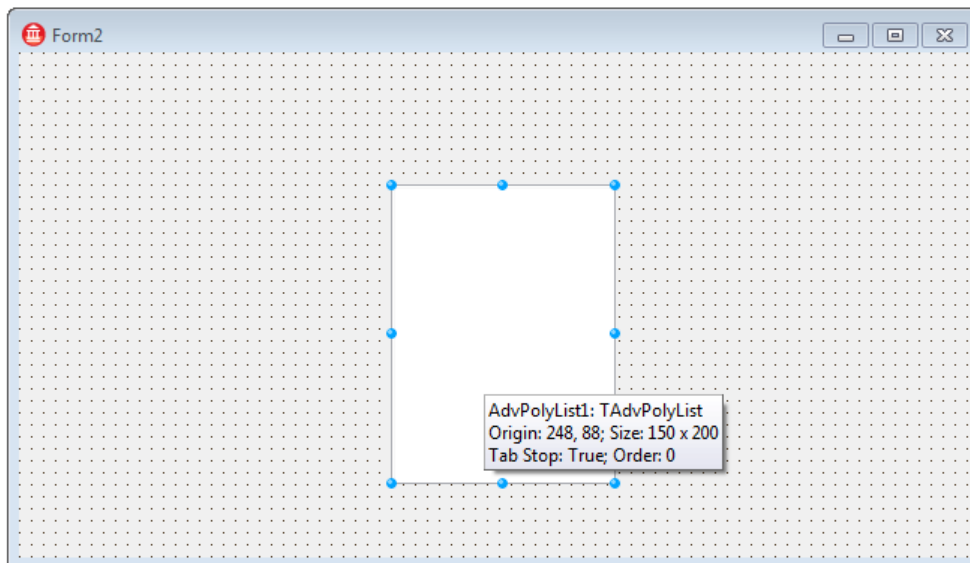 Form2
AdvPolyList1: TAdvPolyList
Origin: 248, 88; Size: 150 x 200
Tab Stop: True; Order: 0